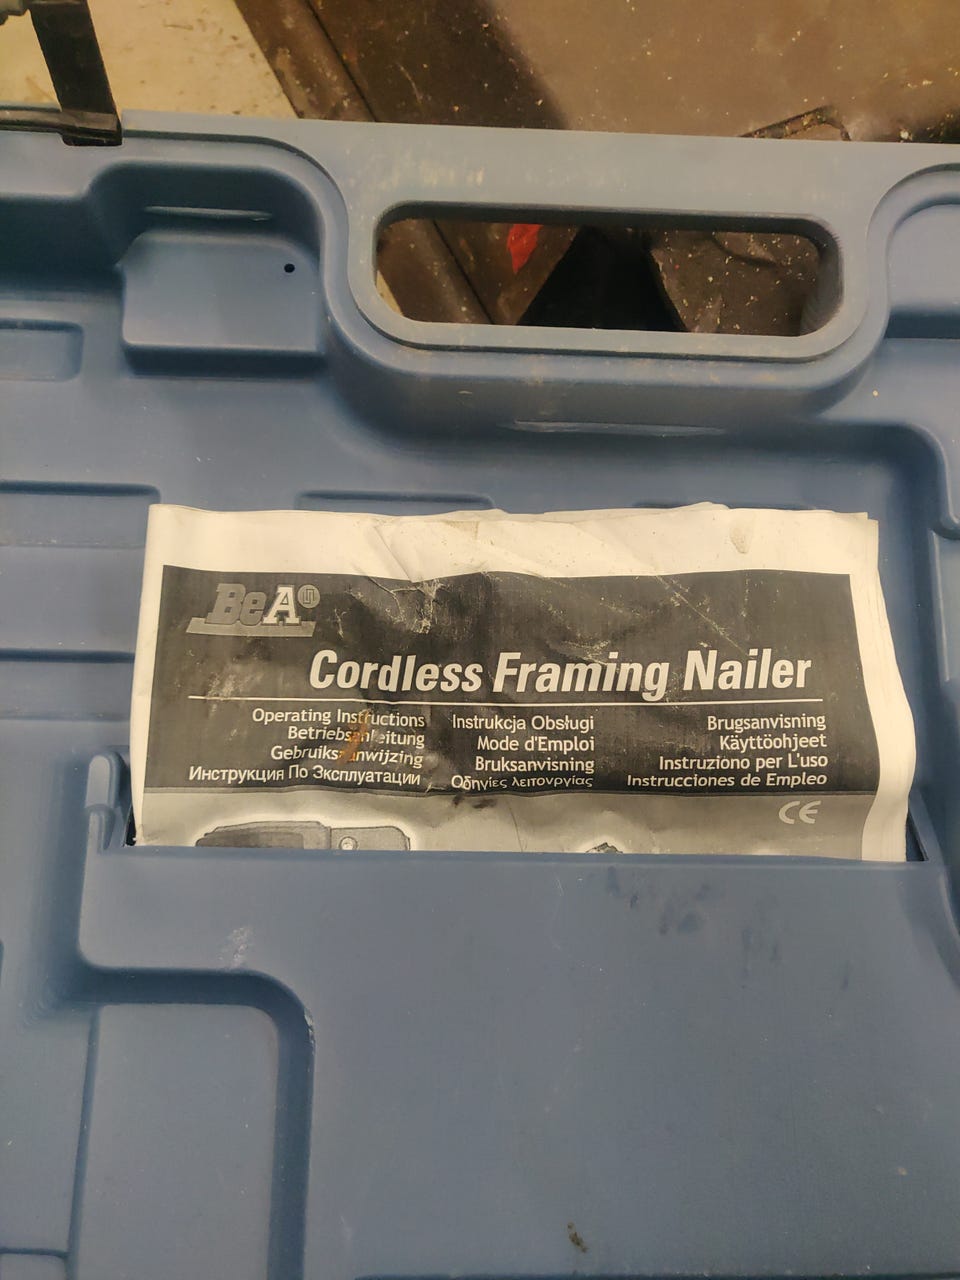 BeA
Cordless Framing Nailer
Operating Instructions
Betriebsanleitung
Gebruiksaanwijzing
Инструкция По Зксплуатации
Instrukcja Obsługi
Mode d'Emploi
Bruksanvisning
Οδηγίες λειτουργίας
Brugsanvisning
Käyttöohjeet
Instruziono per L'uso
Instrucciones de Empleo
CE